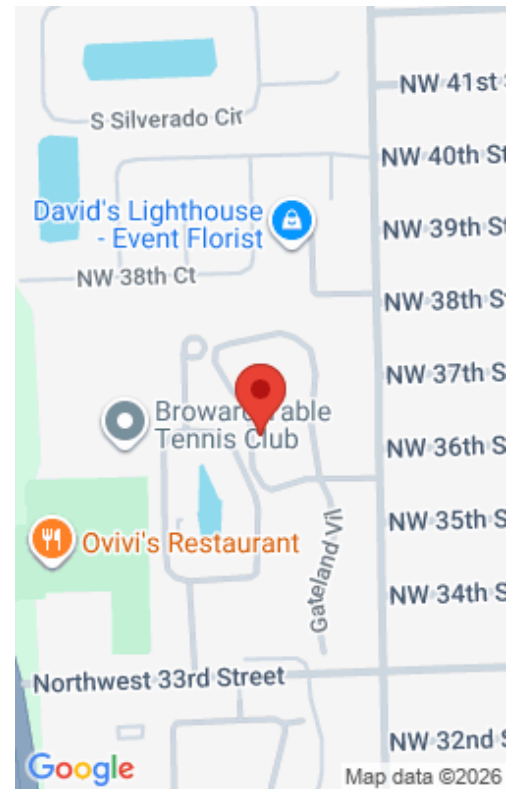 NW 41st
S Silverado Cir
NW 40th St
David's Lighthouse
- Event Florist
NW 39th St
NW 38th Ct
NW 38th S
NW 37th S
Broward Table
Tennis Club
NW 36th S
NW 35th S
Ovivi's Restaurant
Gateland Vil
NW 34th S
Northwest 33rd Street
NW 32nd S
Google
Map data ©2026